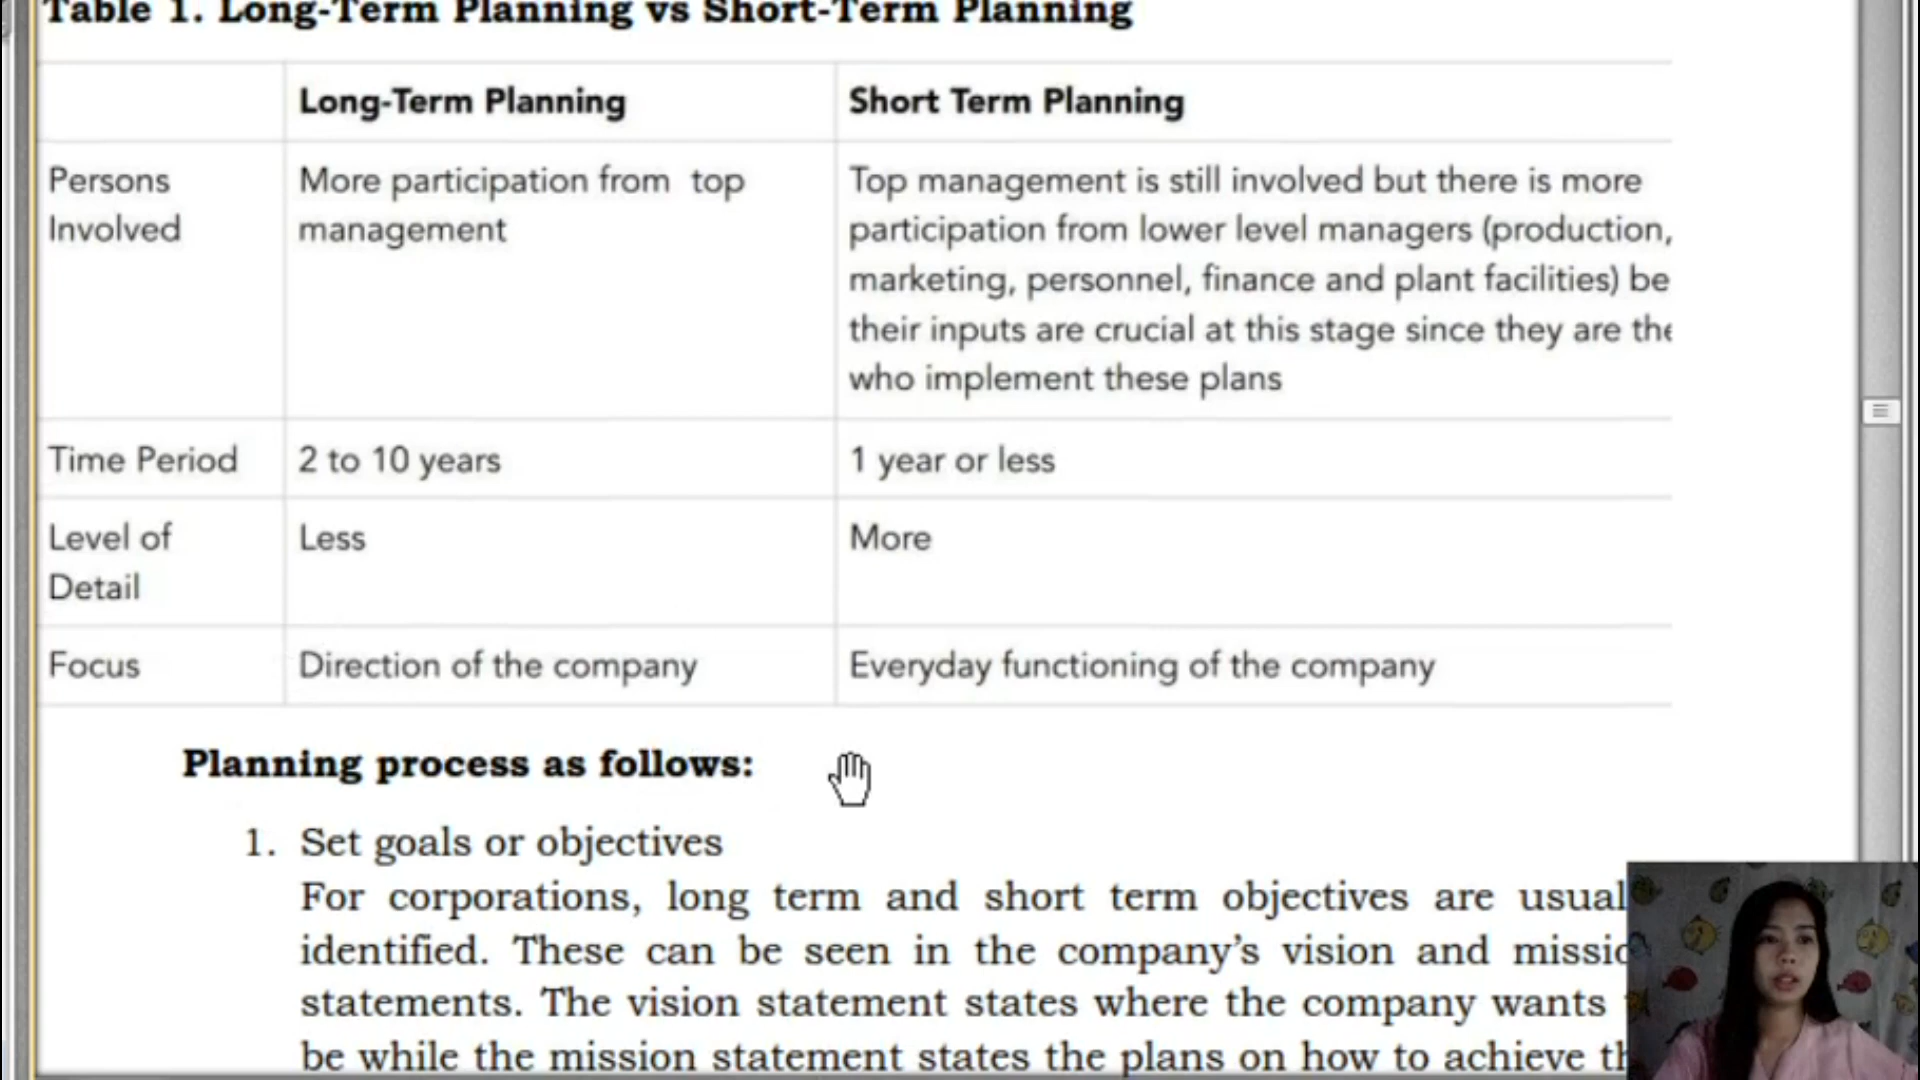 Table 1. Long-Term Planning vs Short-Term Planning
Long-Term Planning
Short Term Planning
Persons
Involved
More participation from top
management
Top management is still involved but there is more
participation from lower level managers (production,
marketing, personnel, finance and plant facilities) be
their inputs are crucial at this stage since they are the
who implement these plans
Time Period
2 to 10 years
1 year or less
Level of
Detail
Less
More
Focus
Direction of the company
Everyday functioning of the company
Planning process as follows:
1. Set goals or objectives
For corporations, long term and short term objectives are usual
identified. These can be seen in the company's vision and missio
statements. The vision statement states where the company wants
be while the mission statement states the plans on how to achieve th